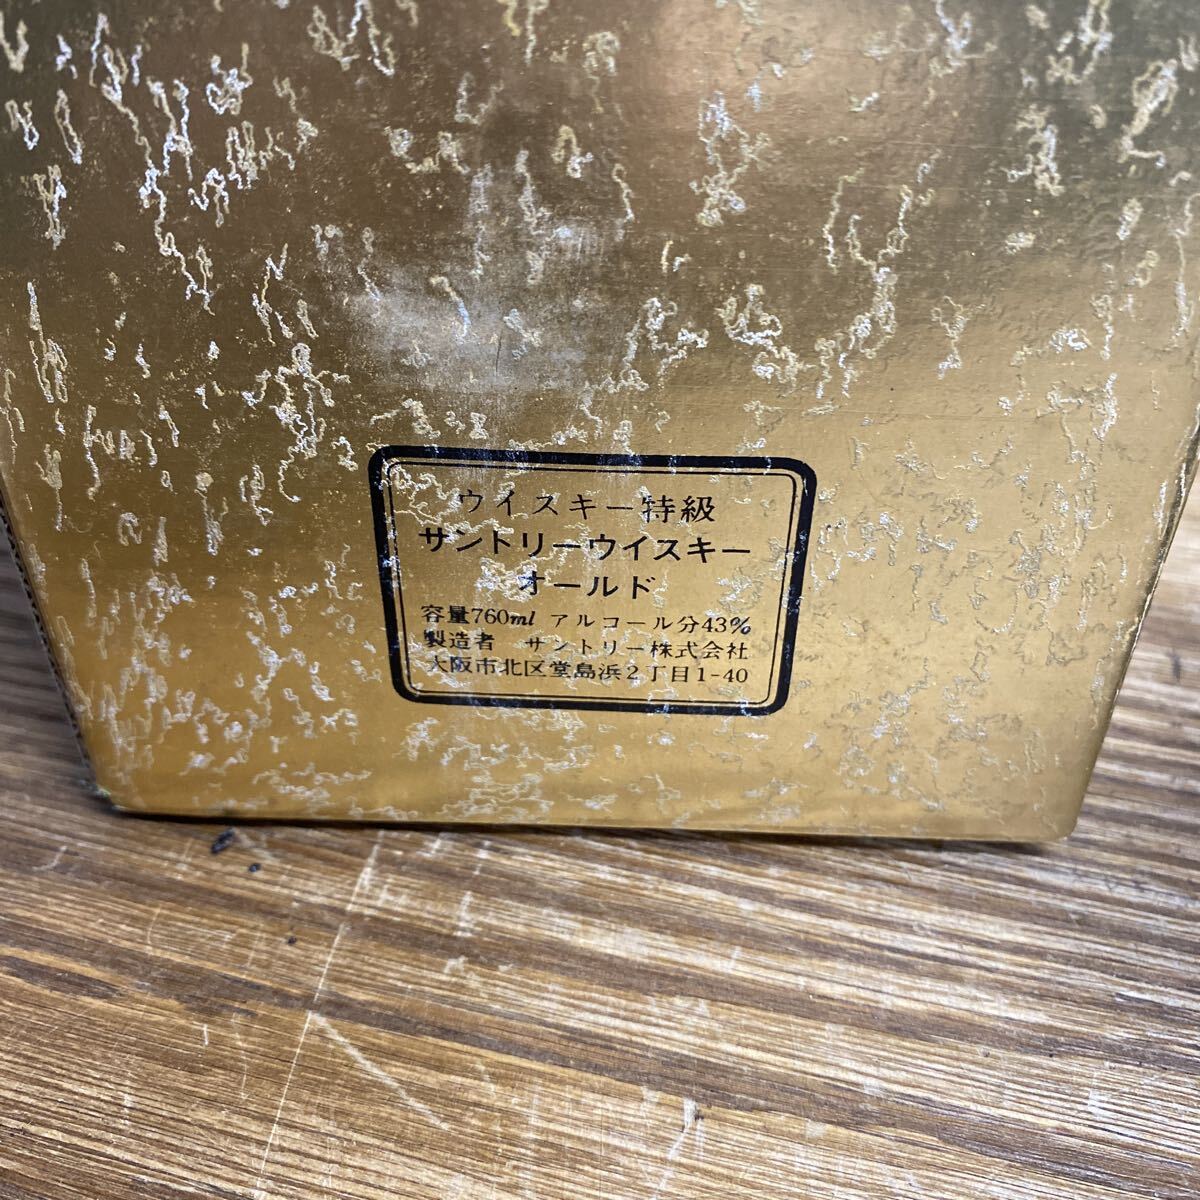 ウイスキー特級
サントリーウイスキー
オールド
容量760ml アルコール分43%
製造者 サントリー株式会社
大阪市北区堂島浜2丁目1-40